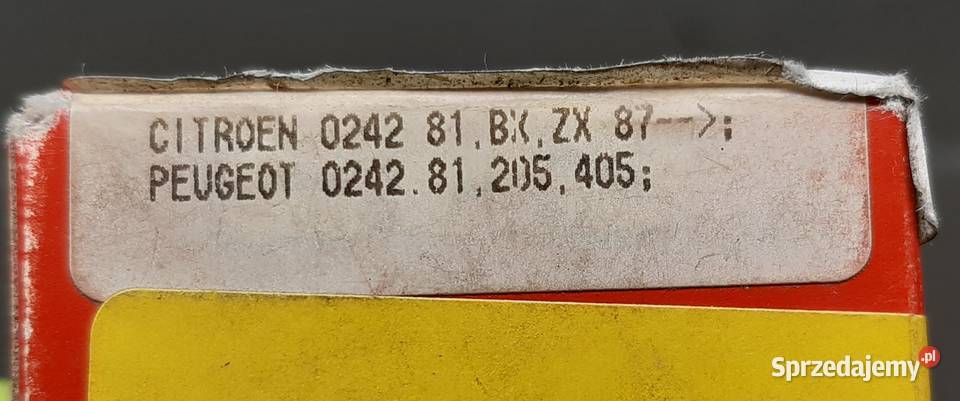 CITROEN 0242 81,BX,ZX 87-->;
PEUGEOT 0242.81,205,405;
Sprzedajemy.pl